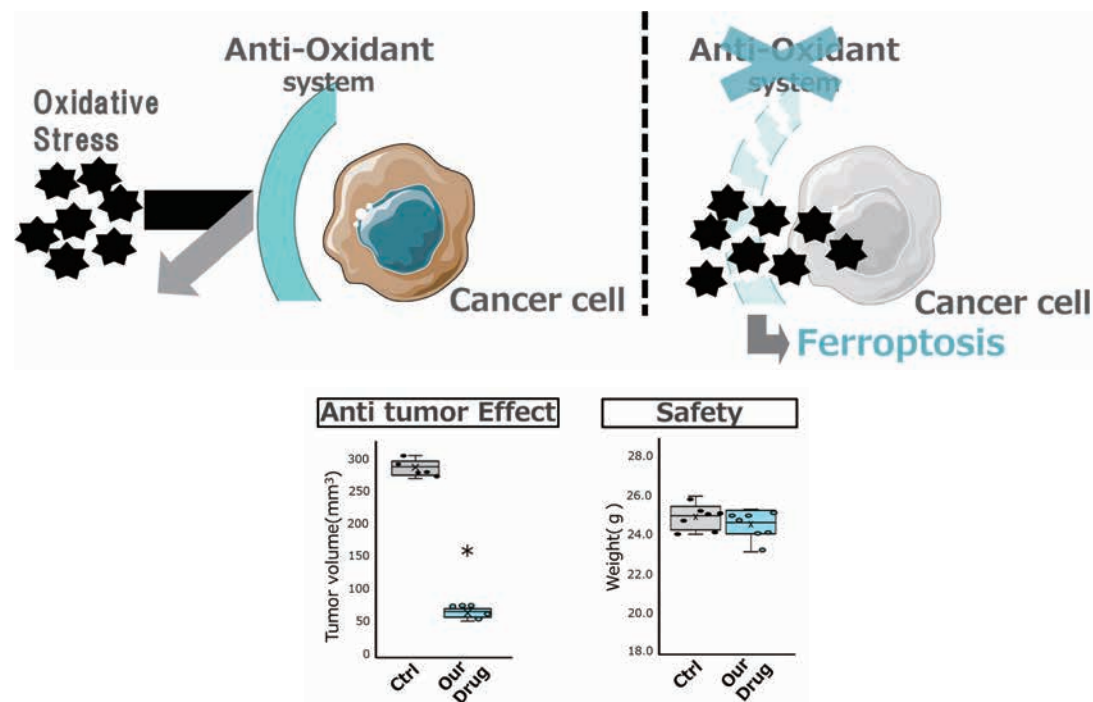 Anti-Oxidant
system
Oxidative
Stress
Cancer cell
Anti-Oxidant
system
Cancer cell
Ferroptosis
Anti tumor Effect
Tumor volume(mm³)
300
250
200
150
100
50
0
*
Ctrl
Our
Drug
Safety
Weight( g )
28.0
26.0
24.0
22.0
20.0
18.0
Ctrl
Our
Drug